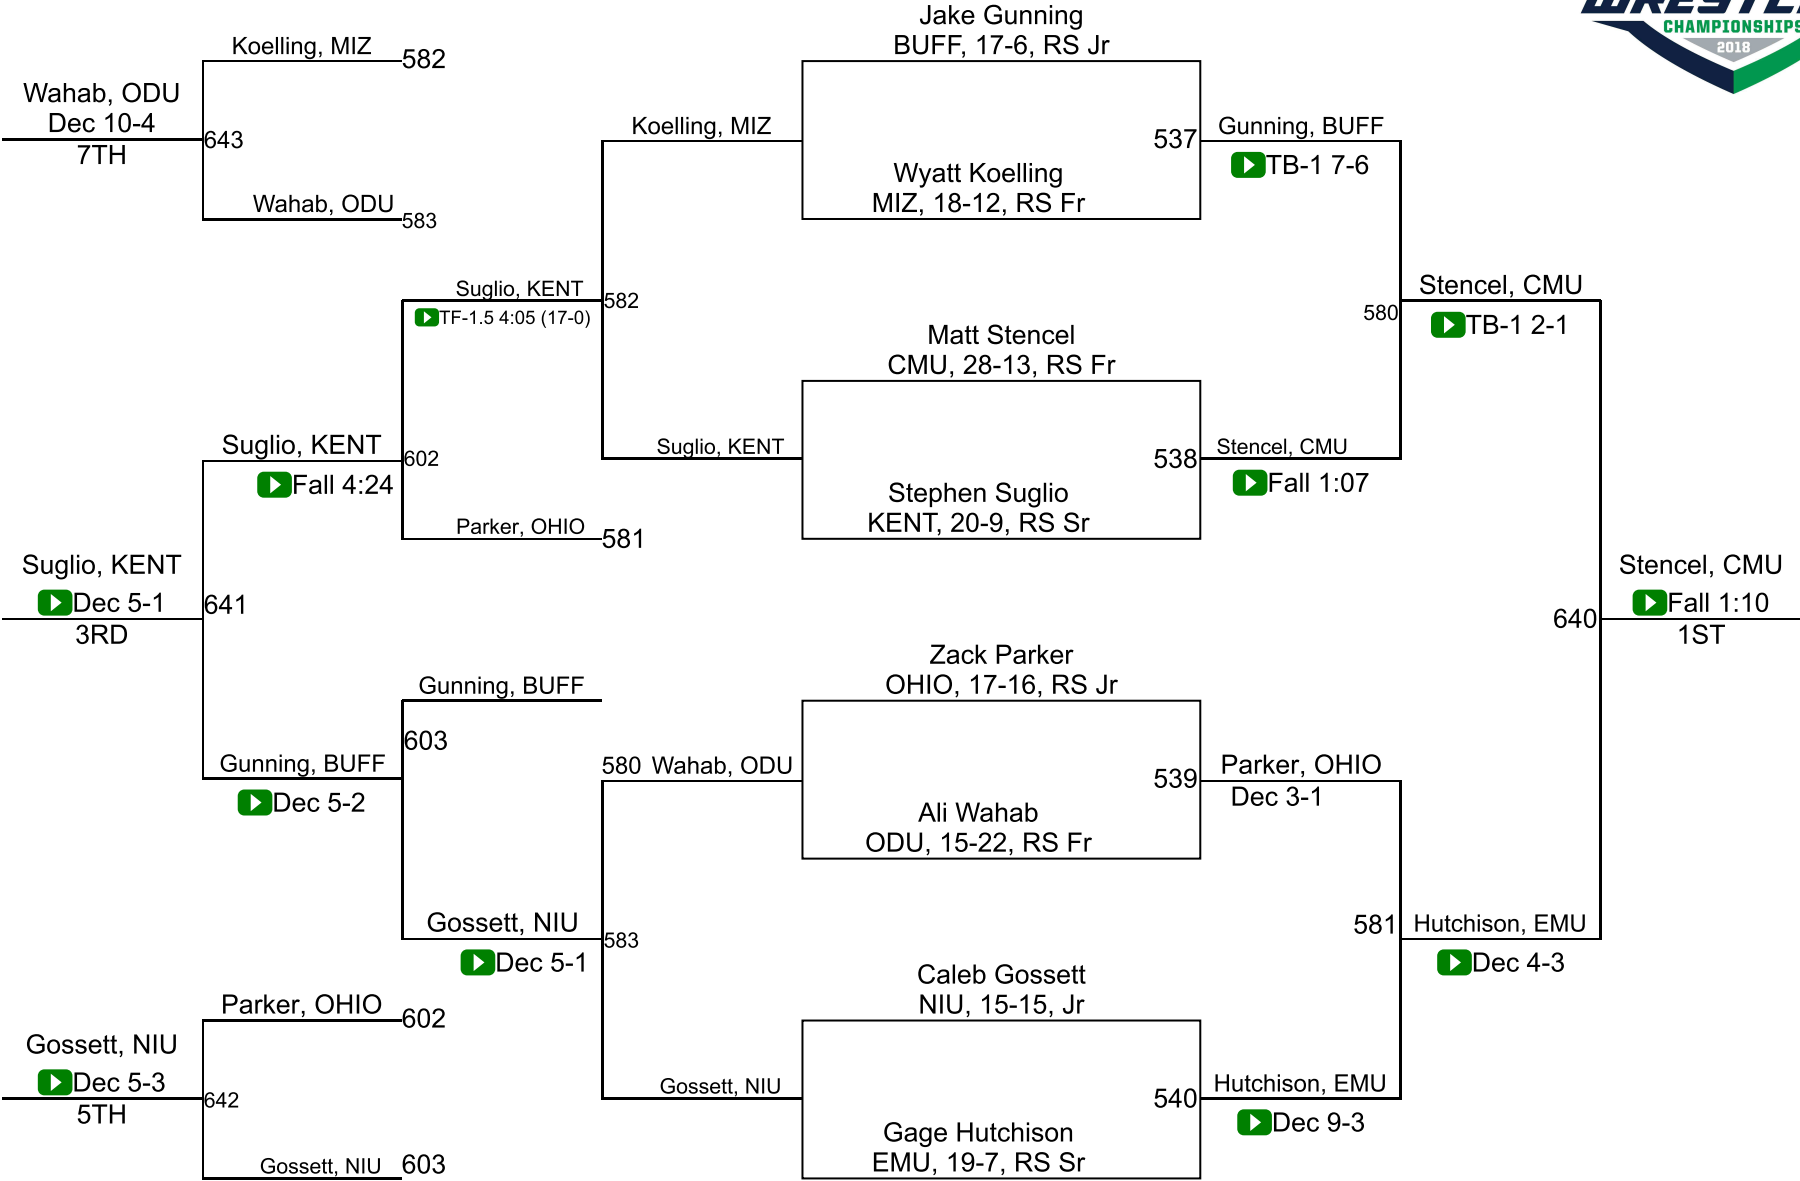 WRESTLI
CHAMPIONSHIPS
2018
Jake Gunning
BUFF, 17-6, RS Jr
Koelling, MIZ
582
Wahab, ODU
Dec 10-4
7TH
643
Wahab, ODU
583
Koelling, MIZ
537
Gunning, BUFF
TB-1 7-6
Wyatt Koelling
MIZ, 18-12, RS Fr
Suglio, KENT
TF-1.5 4:05 (17-0)
582
580
Stencel, CMU
TB-1 2-1
Matt Stencel
CMU, 28-13, RS Fr
Suglio, KENT
Fall 4:24
602
Suglio, KENT
538
Stencel, CMU
Fall 1:07
Stephen Suglio
KENT, 20-9, RS Sr
Parker, OHIO
581
Suglio, KENT
Dec 5-1
3RD
641
640
Stencel, CMU
Fall 1:10
1ST
Zack Parker
OHIO, 17-16, RS Jr
Gunning, BUFF
603
Gunning, BUFF
Dec 5-2
580 Wahab, ODU
539
Parker, OHIO
Dec 3-1
Ali Wahab
ODU, 15-22, RS Fr
Gossett, NIU
Dec 5-1
583
581
Hutchison, EMU
Dec 4-3
Caleb Gossett
NIU, 15-15, Jr
Parker, OHIO
602
Gossett, NIU
Dec 5-3
5TH
642
Gossett, NIU
540
Hutchison, EMU
Dec 9-3
Gage Hutchison
EMU, 19-7, RS Sr
Gossett, NIU
603